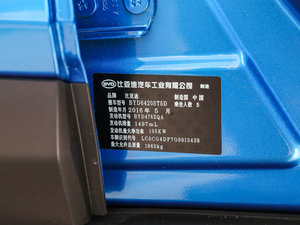 BYD 比亚迪汽车工业有限公司 制造
品牌 比亚迪 制造国 中国
整车型号 BYD6420ST5D 乘坐人数 5
制造年月 2016 年 5 月
发动机型号 BYD476ZQA
发动机排量 1497mL
发动机最大功率 105KW
车辆识别代号 LC0CG4DF7G0013438
最大允许总质量 1860kg